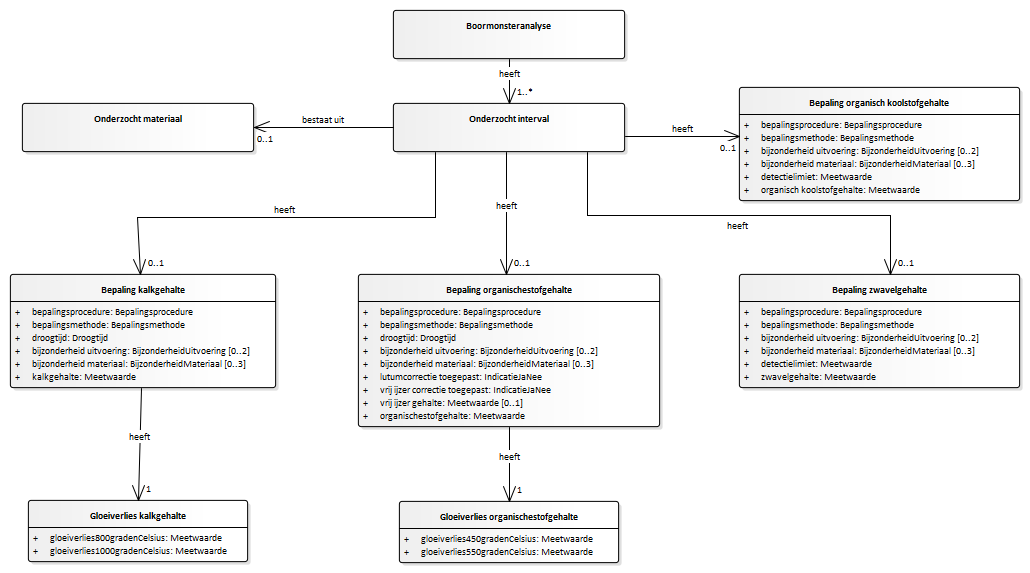 Boormonsteranalyse
heeft
1..*
Onderzocht materiaal
bestaat uit
0..1
Onderzocht interval
heeft
0..1
Bepaling organisch koolstofgehalte
+ bepalingsprocedure: Bepalingsprocedure
+ bepalingsmethode: Bepalingsmethode
+ bijzonderheid uitvoering: BijzonderheidUitvoering [0..2]
+ bijzonderheid materiaal: BijzonderheidMateriaal [0..3]
+ detectielimiet: Meetwaarde
+ organisch koolstofgehalte: Meetwaarde
heeft
0..1
heeft
0..1
heeft
0..1
Bepaling kalkgehalte
+ bepalingsprocedure: Bepalingsprocedure
+ bepalingsmethode: Bepalingsmethode
+ droogtijd: Droogtijd
+ bijzonderheid uitvoering: BijzonderheidUitvoering [0..2]
+ bijzonderheid materiaal: BijzonderheidMateriaal [0..3]
+ kalkgehalte: Meetwaarde
Bepaling organischestofgehalte
+ bepalingsprocedure: Bepalingsprocedure
+ bepalingsmethode: Bepalingsmethode
+ droogtijd: Droogtijd
+ bijzonderheid uitvoering: BijzonderheidUitvoering [0..2]
+ bijzonderheid materiaal: BijzonderheidMateriaal [0..3]
+ lutumcorrectie toegepast: IndicatieJaNee
+ vrij ijzer correctie toegepast: IndicatieJaNee
+ vrij ijzer gehalte: Meetwaarde [0..1]
+ organischestofgehalte: Meetwaarde
Bepaling zwavelgehalte
+ bepalingsprocedure: Bepalingsprocedure
+ bepalingsmethode: Bepalingsmethode
+ bijzonderheid uitvoering: BijzonderheidUitvoering [0..2]
+ bijzonderheid materiaal: BijzonderheidMateriaal [0..3]
+ detectielimiet: Meetwaarde
+ zwavelgehalte: Meetwaarde
heeft
1
heeft
1
Gloeiverlies kalkgehalte
+ gloeiverlies800gradenCelsius: Meetwaarde
+ gloeiverlies1000gradenCelsius: Meetwaarde
Gloeiverlies organischestofgehalte
+ gloeiverlies450gradenCelsius: Meetwaarde
+ gloeiverlies550gradenCelsius: Meetwaarde